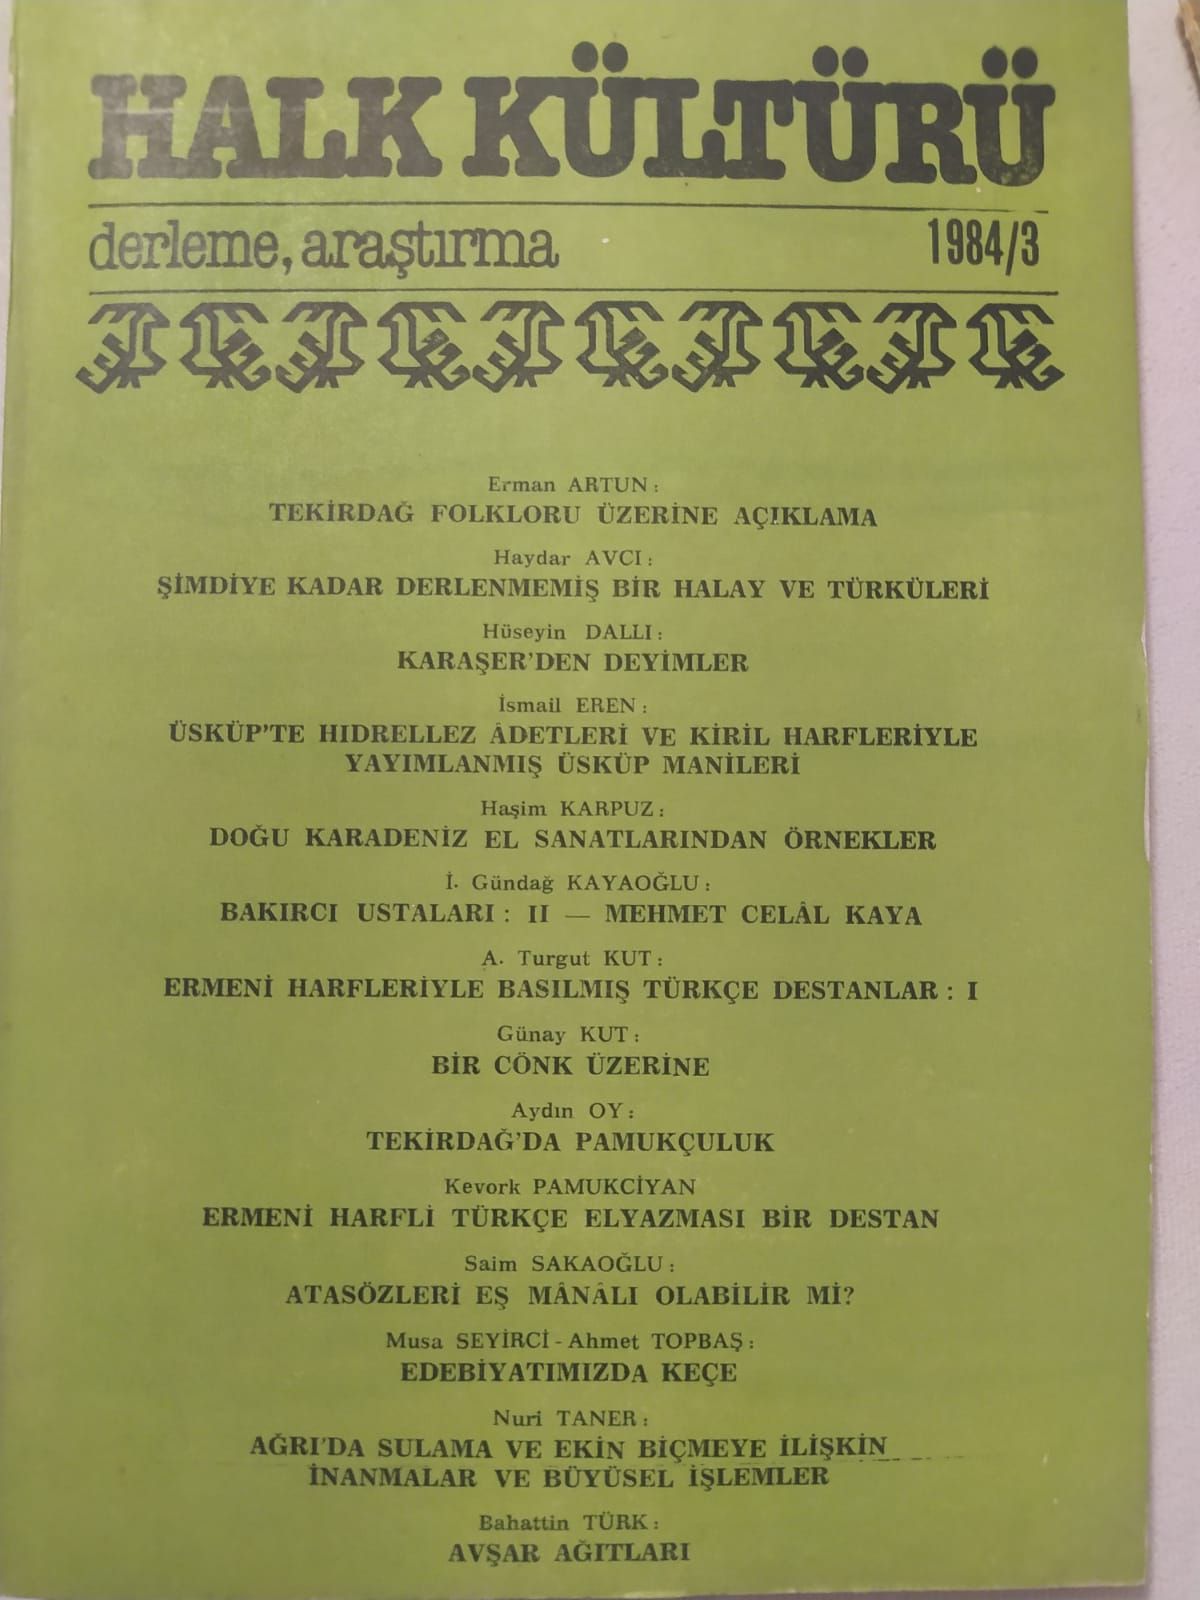 HALK KÜLTÜRÜ
derleme, araştırma 1984/3
Erman ARTUN:
TEKİRDAĞ FOLKLORU ÜZERİNE AÇIKLAMA
Haydar AVCI:
ŞİMDİYE KADAR DERLENMEMİŞ BİR HALAY VE TÜRKÜLERİ
Hüseyin DALLI:
KARAŞER'DEN DEYİMLER
İsmail EREN:
ÜSKÜP'TE HIDRELLEZ ÂDETLERİ VE KİRİL HARFLERİYLE
YAYIMLANMIŞ ÜSKÜP MANİLERİ
Haşim KARPUZ:
DOĞU KARADENİZ EL SANATLARINDAN ÖRNEKLER
İ. Gündağ KAYAOĞLU:
BAKIRCI USTALARI: II — MEHMET CELÂL KAYA
A. Turgut KUT:
ERMENİ HARFLERİYLE BASILMIŞ TÜRKÇE DESTANLAR: I
Günay KUT:
BİR CÖNK ÜZERİNE
Aydın OY:
TEKİRDAĞ'DA PAMUKÇULUK
Kevork PAMUKCİYAN
ERMENİ HARFLİ TÜRKÇE ELYAZMASI BİR DESTAN
Saim SAKAOĞLU:
ATASÖZLERİ EŞ MÂNÂLI OLABİLİR Mİ?
Musa SEYİRCİ - Ahmet TOPBAŞ:
EDEBİYATIMIZDA KEÇE
Nuri TANER:
AĞRI'DA SULAMA VE EKİN BİÇMEYE İLİŞKİN
İNANMALAR VE BÜYÜSEL İŞLEMLER
Bahattin TÜRK:
AVŞAR AĞITLARI